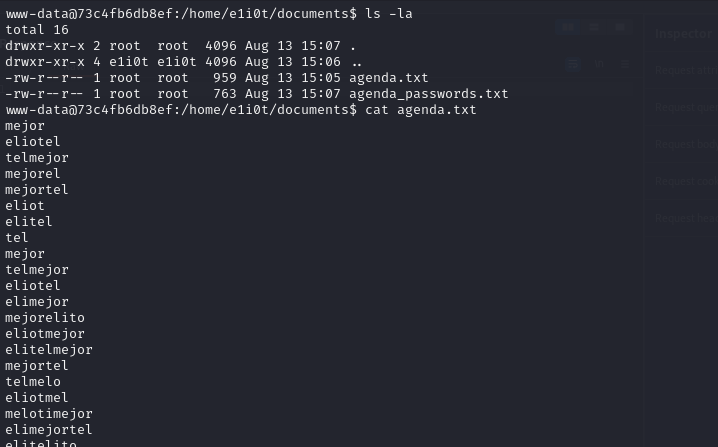 www-data@73c4fb6db8ef:/home/e1i0t/documents$ ls -la
total 16
drwxr-xr-x 2 root  root  4096 Aug 13 15:07 .
drwxr-xr-x 4 e1i0t e1i0t 4096 Aug 13 15:06 ..
-rw-r--r-- 1 root  root   959 Aug 13 15:05 agenda.txt
-rw-r--r-- 1 root  root   763 Aug 13 15:07 agenda_passwords.txt
www-data@73c4fb6db8ef:/home/e1i0t/documents$ cat agenda.txt
mejor
eliotel
telmejor
mejorel
mejortel
eliot
elitel
tel
mejor
telmejor
eliotel
elimejor
mejorelito
eliotmejor
elitelmejor
mejortel
telmelo
eliotmel
melotimejor
elimejortel
elitelito
Inspector